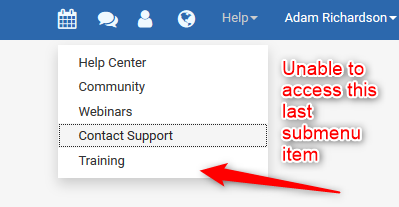 Help Adam Richardson
Help Center
Community
Webinars
Contact Support
Training
Unable to
access this
last
submenu
item